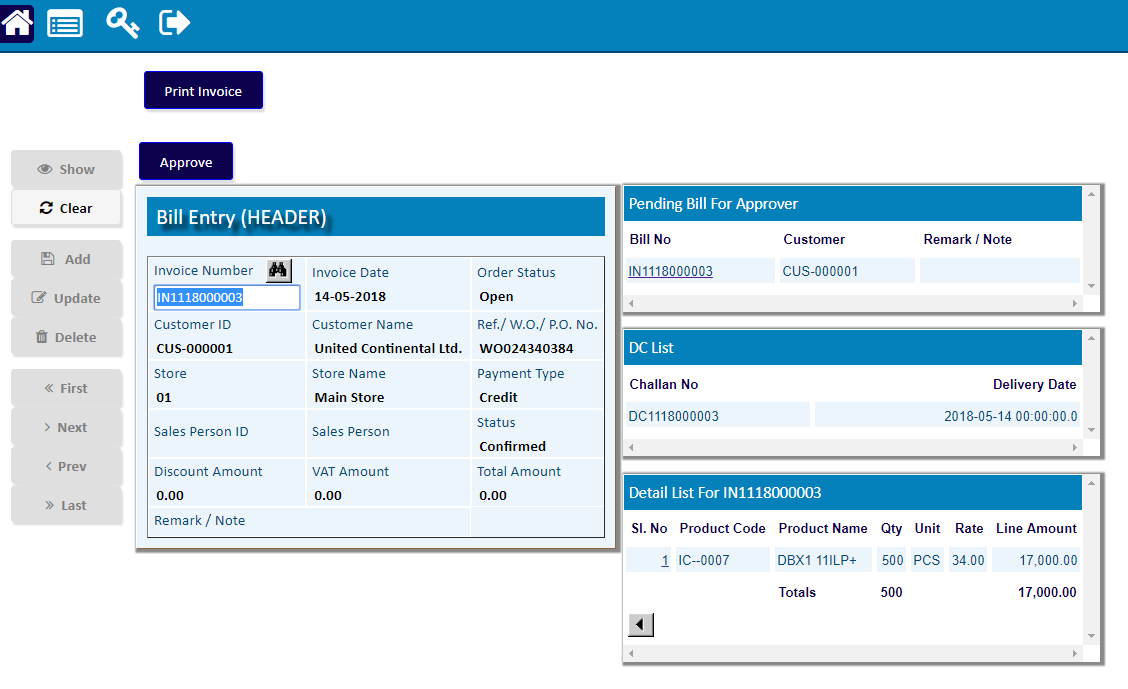 Print Invoice
Approve
Show
Clear
Add
Update
Delete
First
Next
Prev
Last
Bill Entry (HEADER)
Invoice Number Invoice Date Order Status
IN1118000003 14-05-2018 Open
Customer ID Customer Name Ref./ W.O./ P.O. No.
CUS-000001 United Continental Ltd. WO024340384
Store Store Name Payment Type
01 Main Store Credit
Sales Person ID Sales Person Status
Confirmed
Discount Amount VAT Amount Total Amount
0.00 0.00 0.00
Remark / Note
Pending Bill For Approver
Bill No Customer Remark / Note
IN1118000003 CUS-000001
DC List
Challan No Delivery Date
DC1118000003 2018-05-14 00:00:00.0
Detail List For IN1118000003
Sl. No Product Code Product Name Qty Unit Rate Line Amount
1 IC--0007 DBX1 11ILP+ 500 PCS 34.00 17,000.00
Totals 500 17,000.00